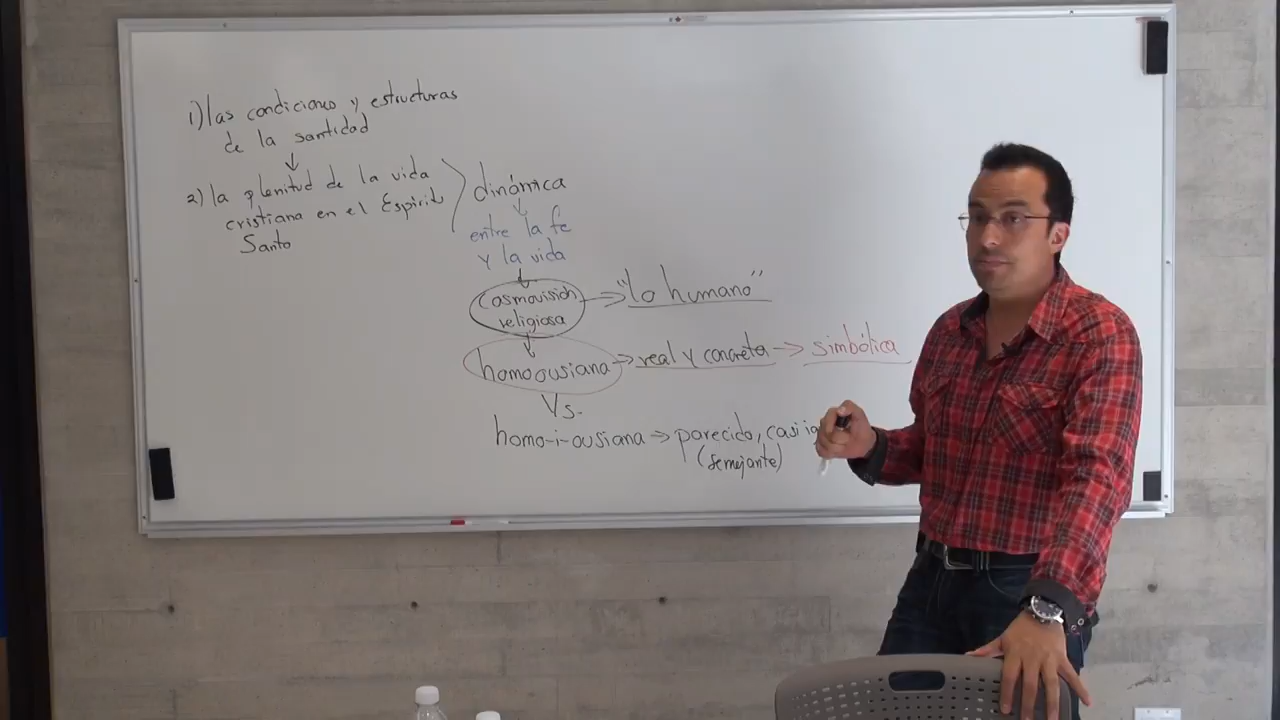 1) las condiciones y estructuras
de la santidad
2) la plenitud de la vida
cristiana en el Espíritu
Santo
dinámica
entre la fe
y la vida
cosmovisión
religiosa
"lo humano"
homoousiana
real y concreta
simbólica
Vs.
homo-i-ousiana
parecido, casi
(semejante)